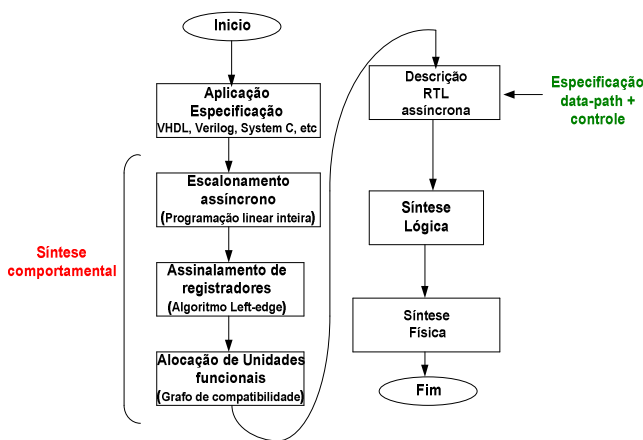 Inicio
Aplicação
Especificação
VHDL, Verilog, System C, etc
Escalonamento
assíncrono
(Programação linear inteira)
Síntese
comportamental
Assinalamento de
registradores
(Algoritmo Left-edge)
Alocação de Unidades
funcionais
(Grafo de compatibilidade)
Descrição
RTL
assíncrona
Especificação
data-path +
controle
Síntese
Lógica
Síntese
Física
Fim